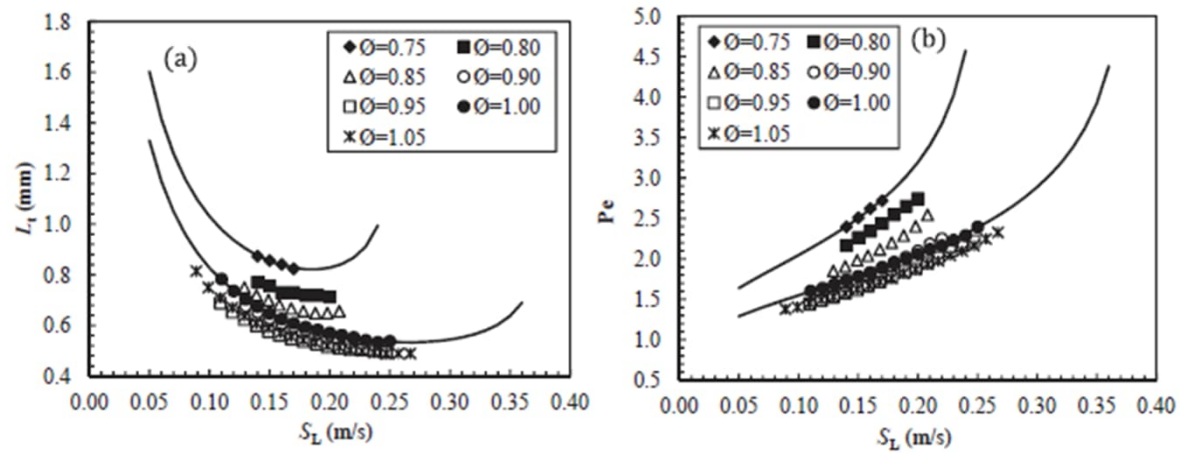 (a)
Ø=0.75 Ø=0.80
Ø=0.85 Ø=0.90
Ø=0.95 Ø=1.00
Ø=1.05
1.8
1.6
1.4
1.2
1.0
0.8
0.6
0.4
Lt (mm)
0.00 0.05 0.10 0.15 0.20 0.25 0.30 0.35 0.40
SL (m/s)
(b)
Ø=0.75 Ø=0.80
Ø=0.85 Ø=0.90
Ø=0.95 Ø=1.00
Ø=1.05
5.0
4.5
4.0
3.5
3.0
2.5
2.0
1.5
1.0
0.5
Pe
0.00 0.05 0.10 0.15 0.20 0.25 0.30 0.35 0.40
SL (m/s)